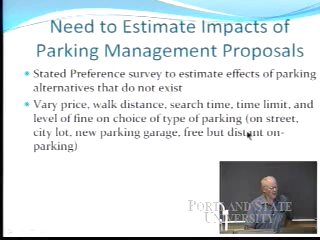 Need to Estimate Impacts of
Parking Management Proposals
Stated Preference survey to estimate effects of parking
alternatives that do not exist
Vary price, walk distance, search time, time limit, and
level of fine on choice of type of parking (on street,
city lot, new parking garage, free but distant on-
parking)
PORTLAND STATE
UNIVERSITY